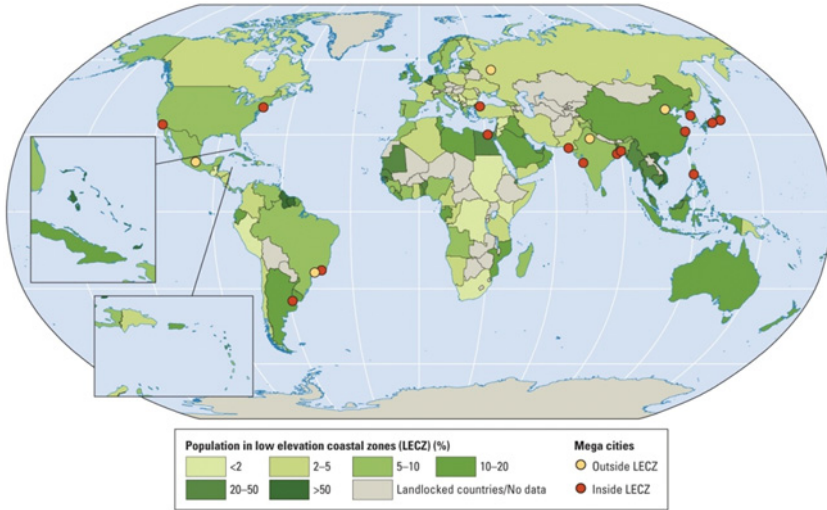 Population in low elevation coastal zones (LECZ) (%)
<2
2–5
5–10
10–20
20–50
>50
Landlocked countries/No data
Mega cities
Outside LECZ
Inside LECZ